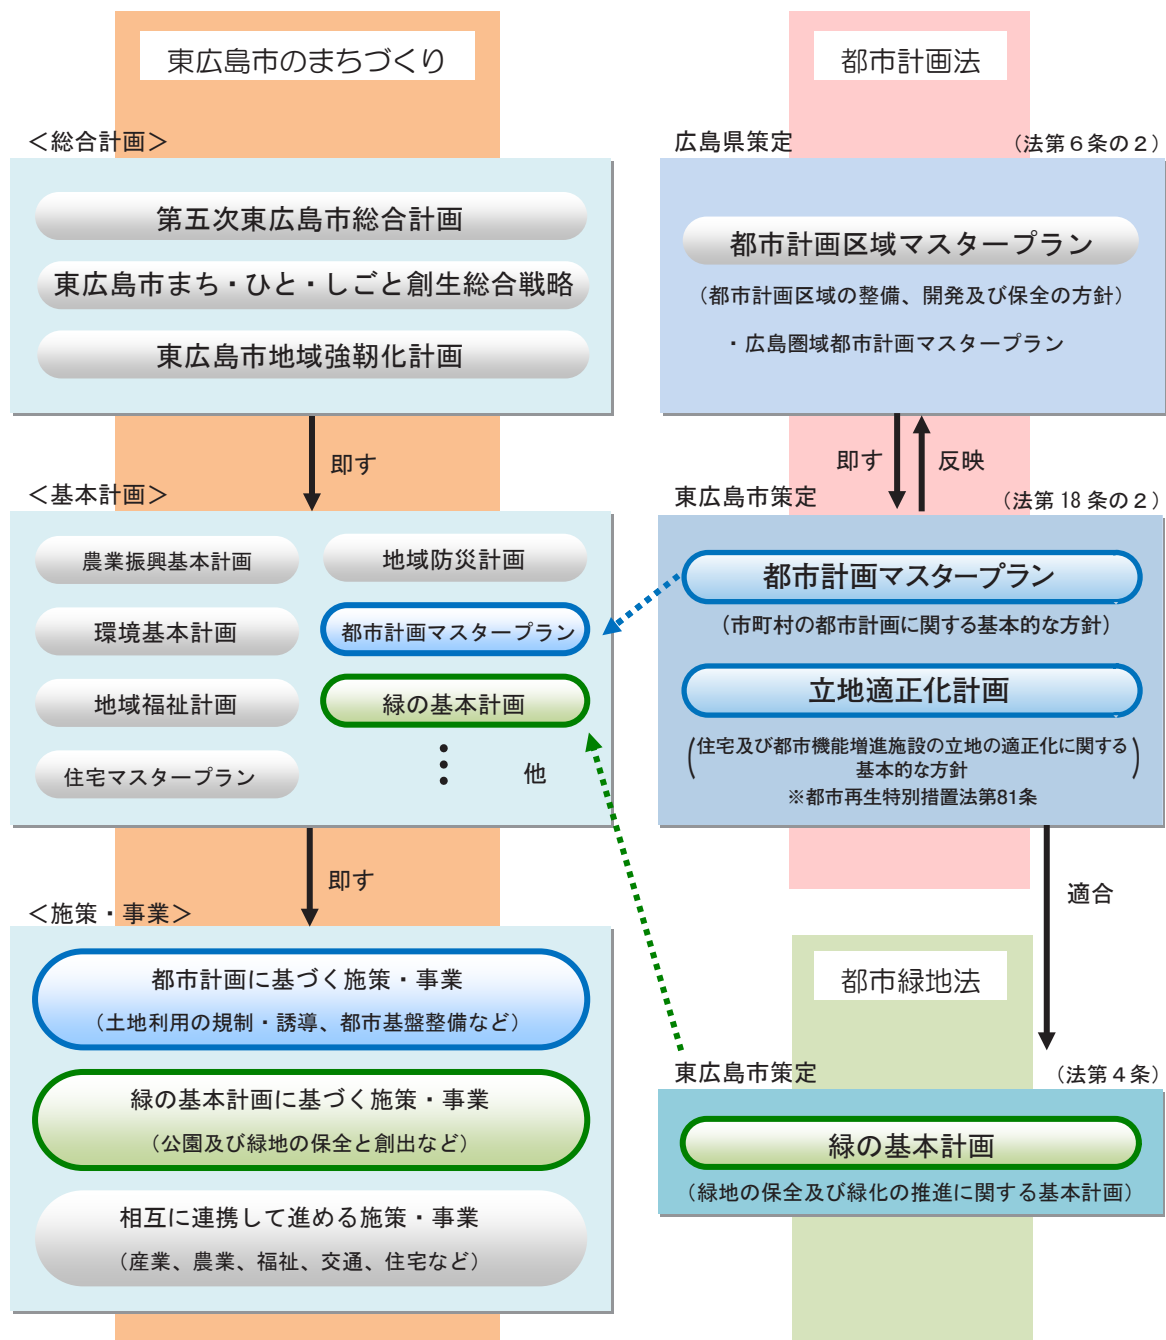 東広島市のまちづくり
＜総合計画＞
第五次東広島市総合計画
東広島市まち・ひと・しごと創生総合戦略
東広島市地域強靭化計画
即す
＜基本計画＞
農業振興基本計画
地域防災計画
環境基本計画
都市計画マスタープラン
地域福祉計画
緑の基本計画
住宅マスタープラン
他
即す
＜施策・事業＞
都市計画に基づく施策・事業
（土地利用の規制・誘導、都市基盤整備など）
緑の基本計画に基づく施策・事業
（公園及び緑地の保全と創出など）
相互に連携して進める施策・事業
（産業、農業、福祉、交通、住宅など）
都市計画法
広島県策定
（法第６条の２）
都市計画区域マスタープラン
（都市計画区域の整備、開発及び保全の方針）
・広島圏域都市計画マスタープラン
即す
反映
東広島市策定
（法第 18 条の２）
都市計画マスタープラン
（市町村の都市計画に関する基本的な方針）
立地適正化計画
（住宅及び都市機能増進施設の立地の適正化に関する
基本的な方針）
※都市再生特別措置法第81条
適合
都市緑地法
東広島市策定
（法第４条）
緑の基本計画
（緑地の保全及び緑化の推進に関する基本計画）